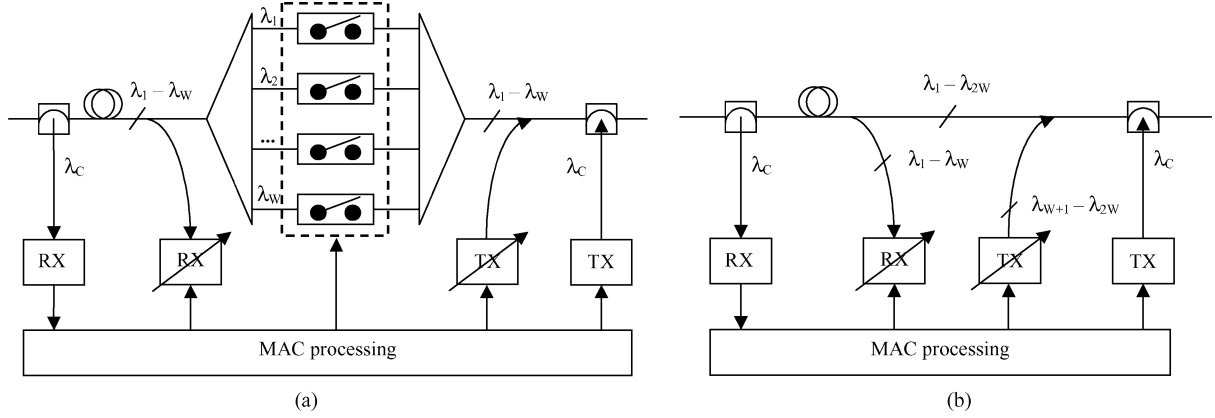 λ1
λ2
...
λW
λ1 – λW
λ1 – λW
λC
λC
RX
RX
TX
TX
MAC processing
(a)
λ1 – λ2W
λ1 – λW
λW+1 – λ2W
λC
λC
RX
RX
TX
TX
MAC processing
(b)